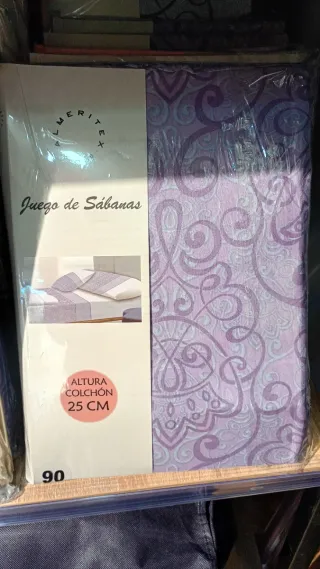 ALMERITEX
Juego de Sábanas
ALTURA
COLCHÓN
25 CM
90